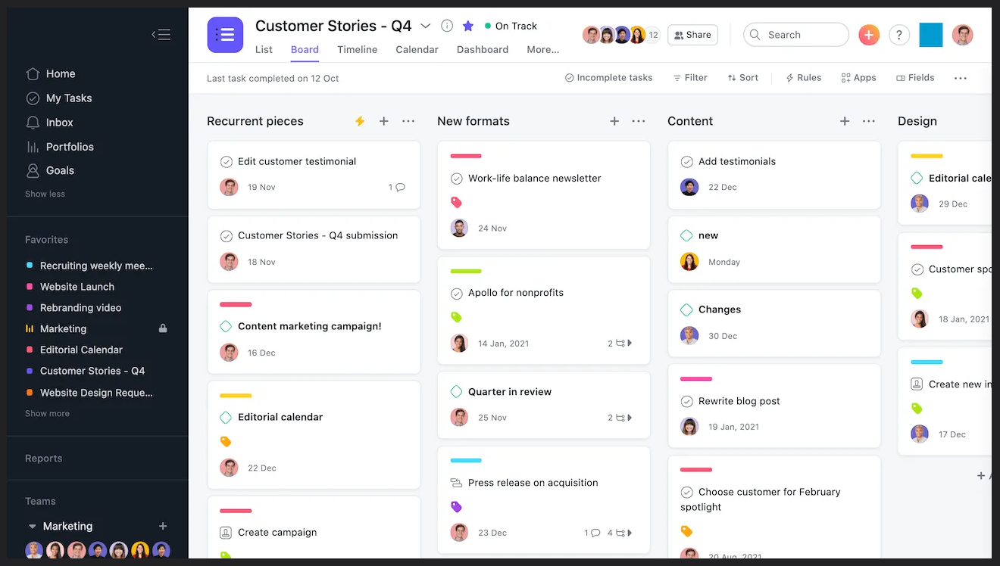 Home
My Tasks
Inbox
Portfolios
Goals
Show less
Favorites
Recruiting weekly mee...
Website Launch
Rebranding video
Marketing
Editorial Calendar
Customer Stories - Q4
Website Design Reque...
Show more
Reports
Teams
Marketing
Customer Stories - Q4
On Track
12
Share
Search
?
List Board Timeline Calendar Dashboard More...
Last task completed on 12 Oct
Incomplete tasks Filter Sort Rules Apps Fields
Recurrent pieces
Edit customer testimonial
19 Nov 1
Customer Stories - Q4 submission
18 Nov
Content marketing campaign!
16 Dec
Editorial calendar
22 Dec
Create campaign
New formats
Work-life balance newsletter
24 Nov
Apollo for nonprofits
14 Jan, 2021 2
Quarter in review
25 Nov 2
Press release on acquisition
23 Dec 1 4
Content
Add testimonials
22 Dec
new
Monday
Changes
30 Dec
Rewrite blog post
19 Jan, 2021
Choose customer for February
spotlight
20 Aug, 2021
Design
Editorial cale
29 Dec
Customer spo
18 Jan, 2021
Create new in
17 Dec